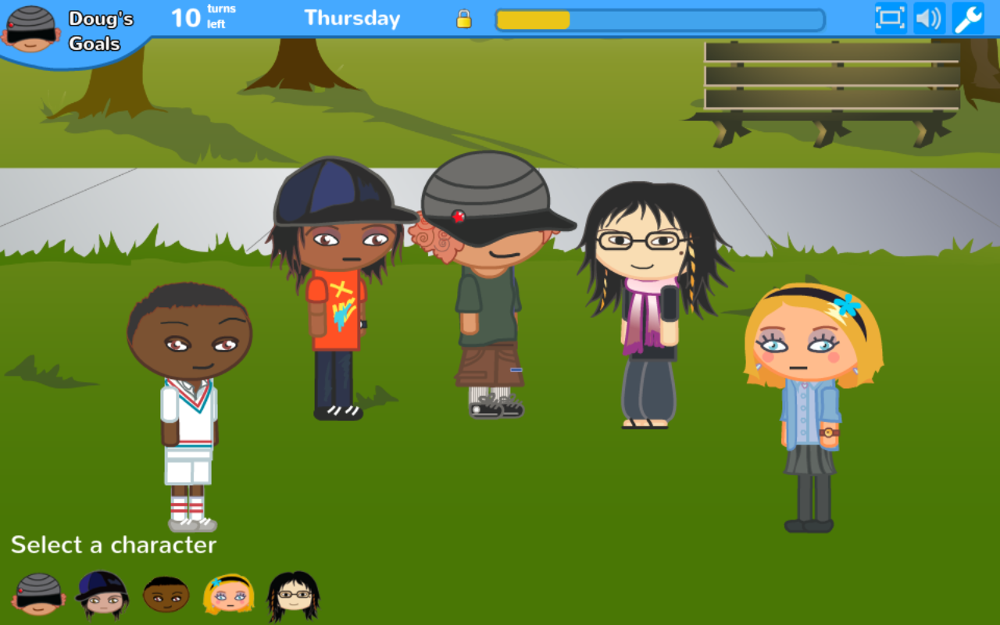 Doug's
Goals
10 turns
left
Thursday
Select a character